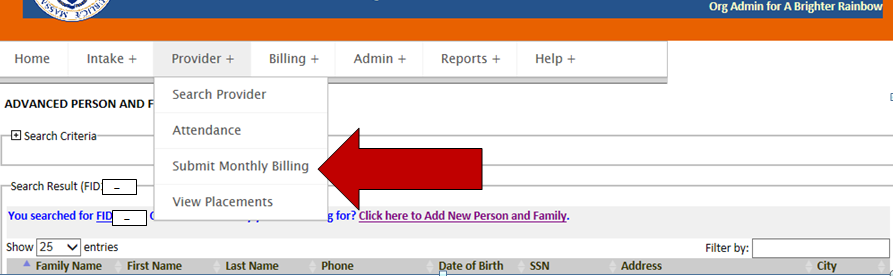 Org Admin for A Brighter Rainbow
Home Intake + Provider + Billing + Admin + Reports + Help +
Search Provider
ADVANCED PERSON AND F
Attendance
+ Search Criteria
Submit Monthly Billing
Search Result (FID
View Placements
You searched for FID g for? Click here to Add New Person and Family.
Show 25 entries Filter by:
Family Name First Name Last Name Phone Date of Birth SSN Address City